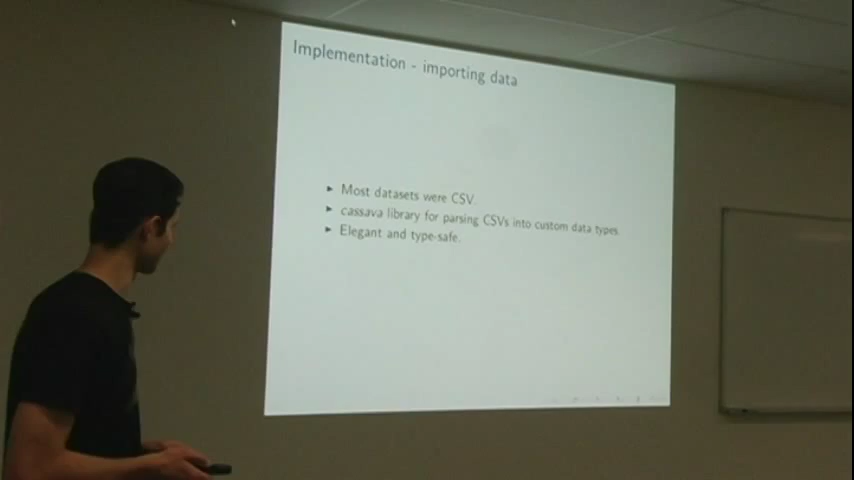 Implementation - importing data
Most datasets were CSV.
cassava library for parsing CSVs into custom data types.
Elegant and type-safe.